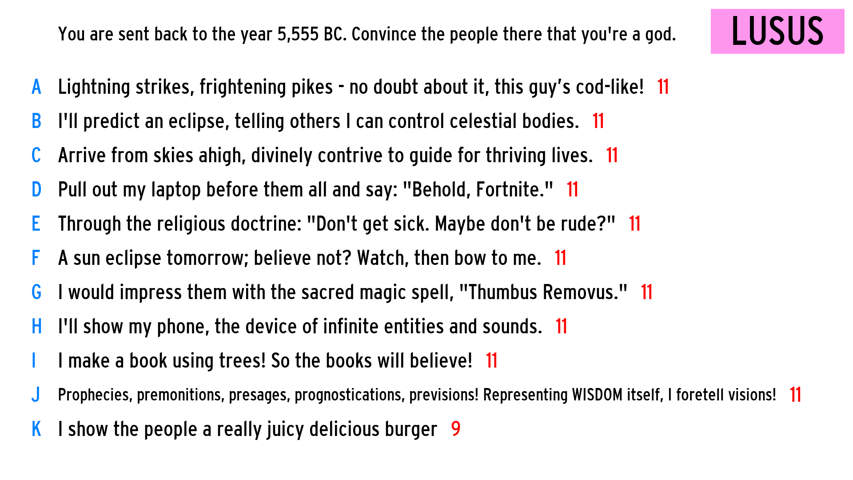 You are sent back to the year 5,555 BC. Convince the people there that you're a god.
LUSUS
A Lightning strikes, frightening pikes - no doubt about it, this guy's cod-like! 11
B I'll predict an eclipse, telling others I can control celestial bodies. 11
C Arrive from skies ahigh, divinely contrive to guide for thriving lives. 11
D Pull out my laptop before them all and say: "Behold, Fortnite." 11
E Through the religious doctrine: "Don't get sick. Maybe don't be rude?" 11
F A sun eclipse tomorrow; believe not? Watch, then bow to me. 11
G I would impress them with the sacred magic spell, "Thumbus Removus." 11
H I'll show my phone, the device of infinite entities and sounds. 11
I I make a book using trees! So the books will believe! 11
J Prophecies, premonitions, presages, prognostications, previsions! Representing WISDOM itself, I foretell visions! 11
K I show the people a really juicy delicious burger 9